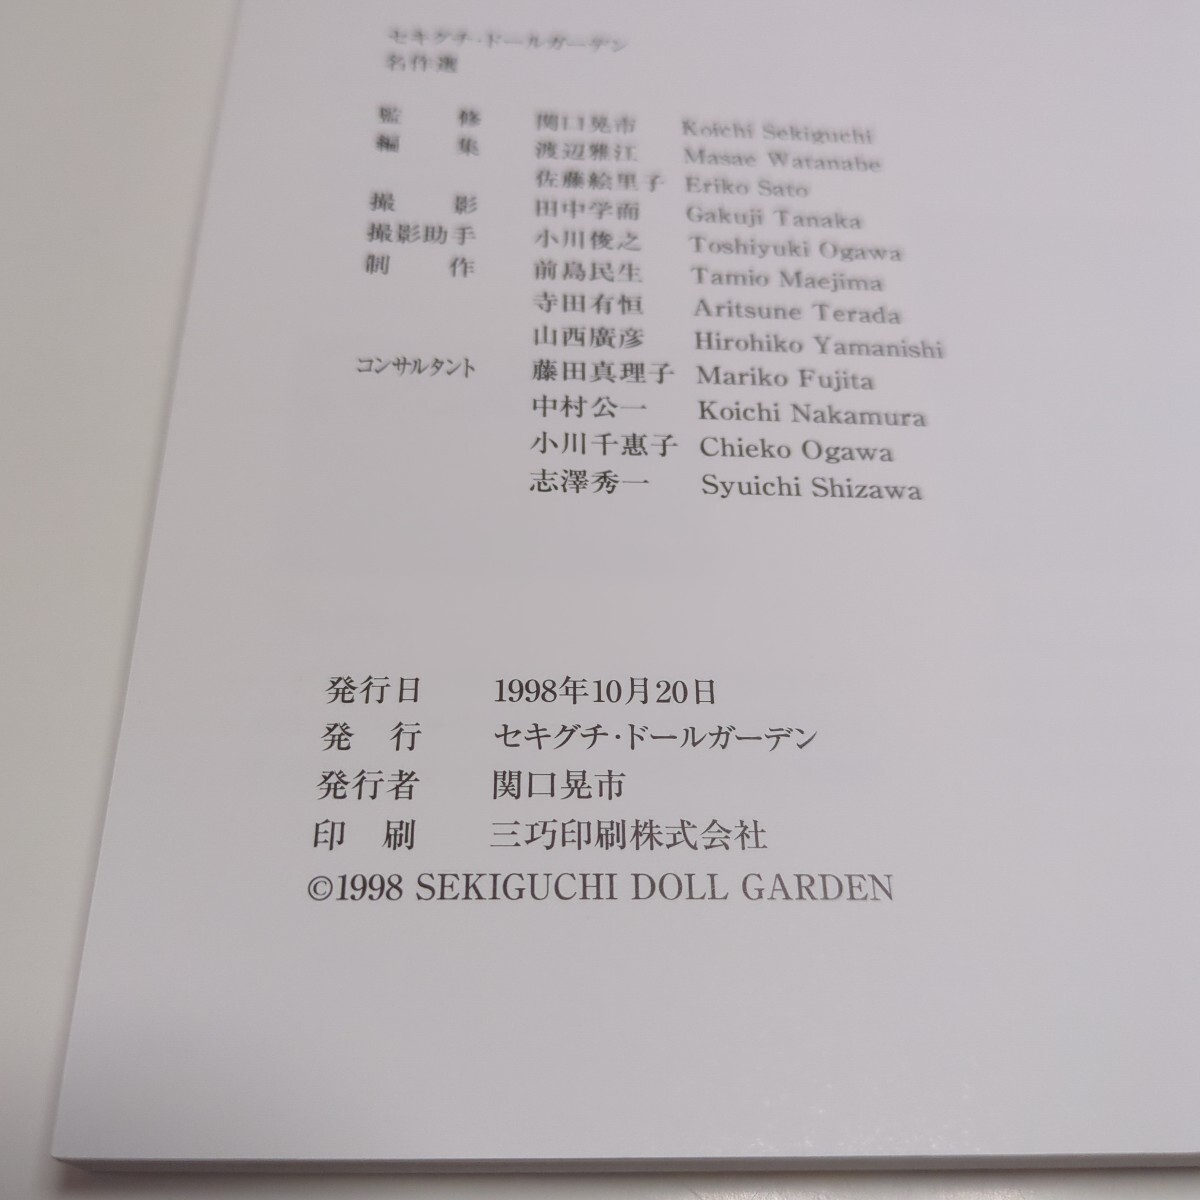 セキグチ・ドールガーデン
名作選
監修 関口晃市 Koichi Sekiguchi
編集 渡辺雅江 Masae Watanabe
佐藤絵里子 Eriko Sato
撮影 田中学而 Gakuji Tanaka
撮影助手 小川俊之 Toshiyuki Ogawa
制作 前島民生 Tamio Maejima
寺田有恒 Aritsune Terada
山西廣彦 Hirohiko Yamanishi
コンサルタント 藤田真理子 Mariko Fujita
中村公一 Koichi Nakamura
小川千惠子 Chieko Ogawa
志澤秀一 Syuichi Shizawa
発行日 1998年10月20日
発行 セキグチ・ドールガーデン
発行者 関口晃市
印刷 三巧印刷株式会社
©1998 SEKIGUCHI DOLL GARDEN